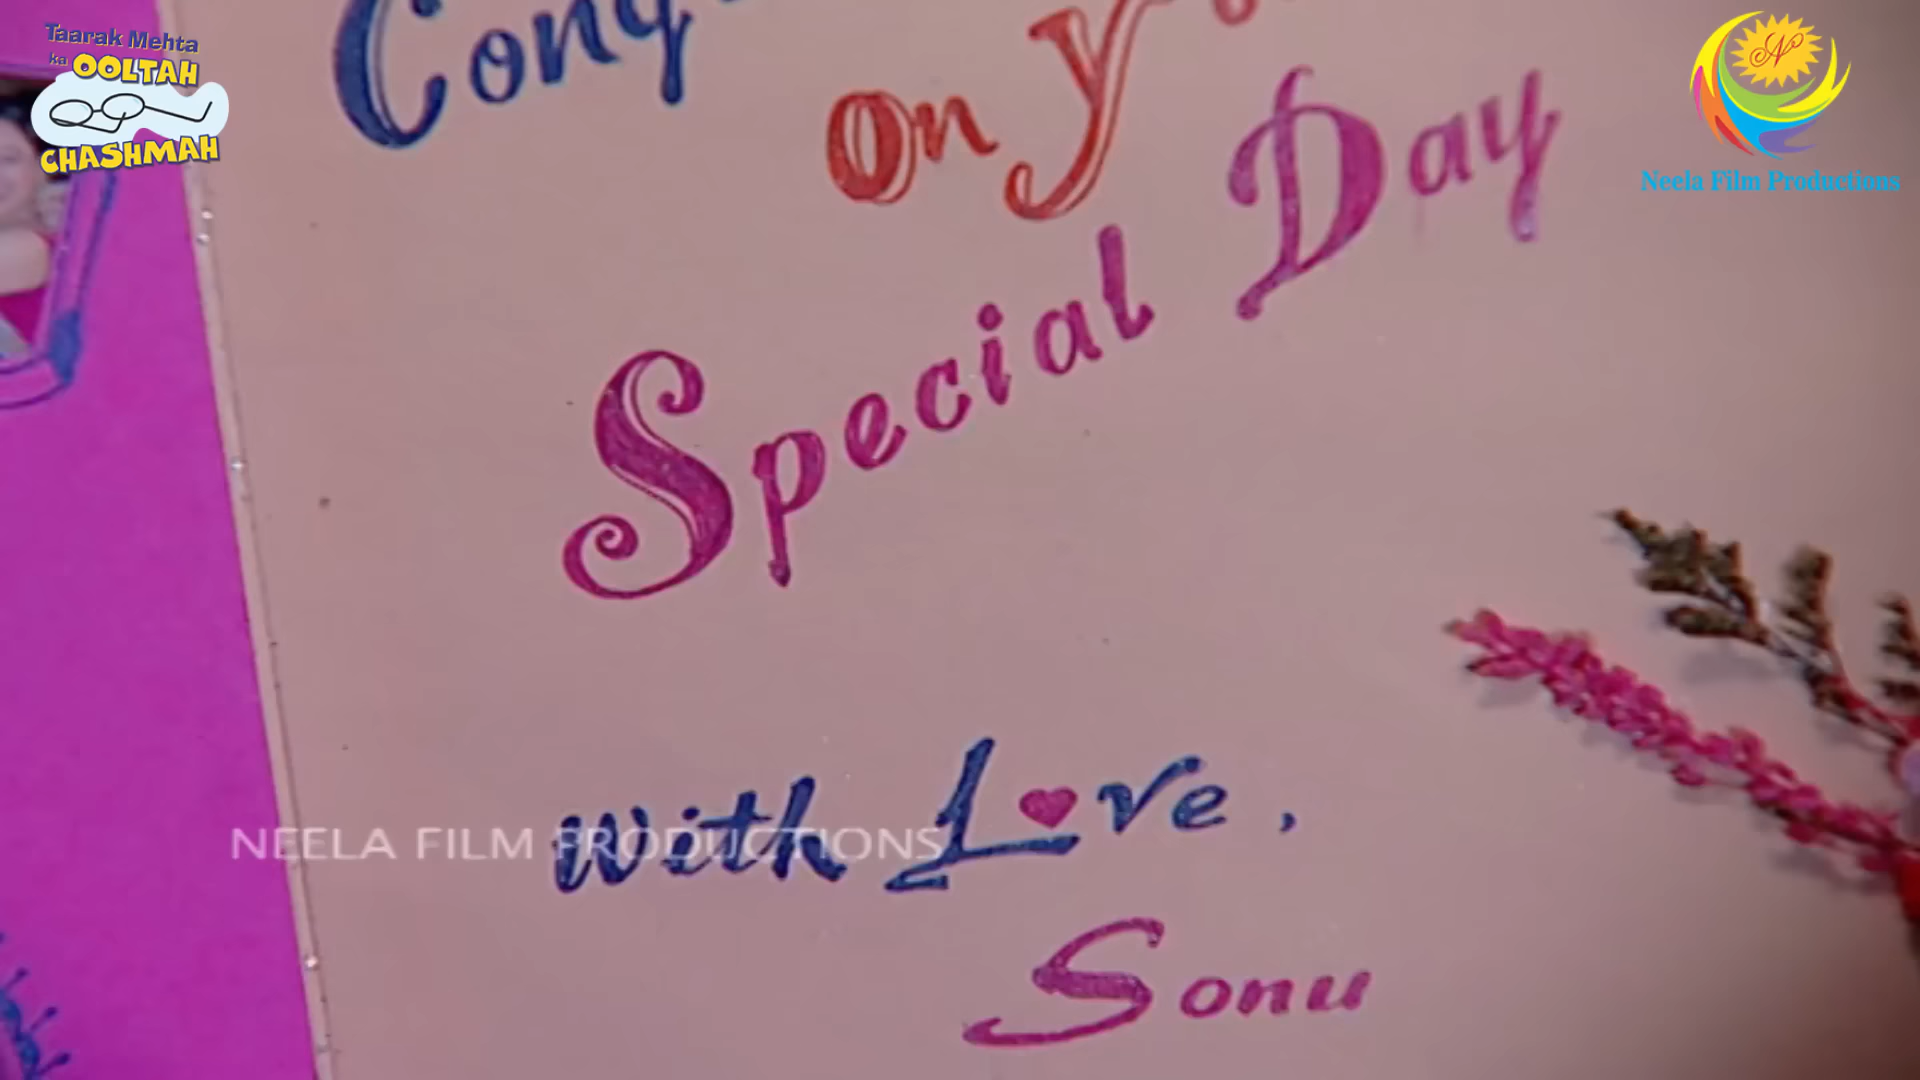 Taarak Mehta
ka OOLTAH
CHASHMAH
Neela Film Productions
on
Special Day
with Love,
Sonu
NEELA FILM PRODUCTIONS